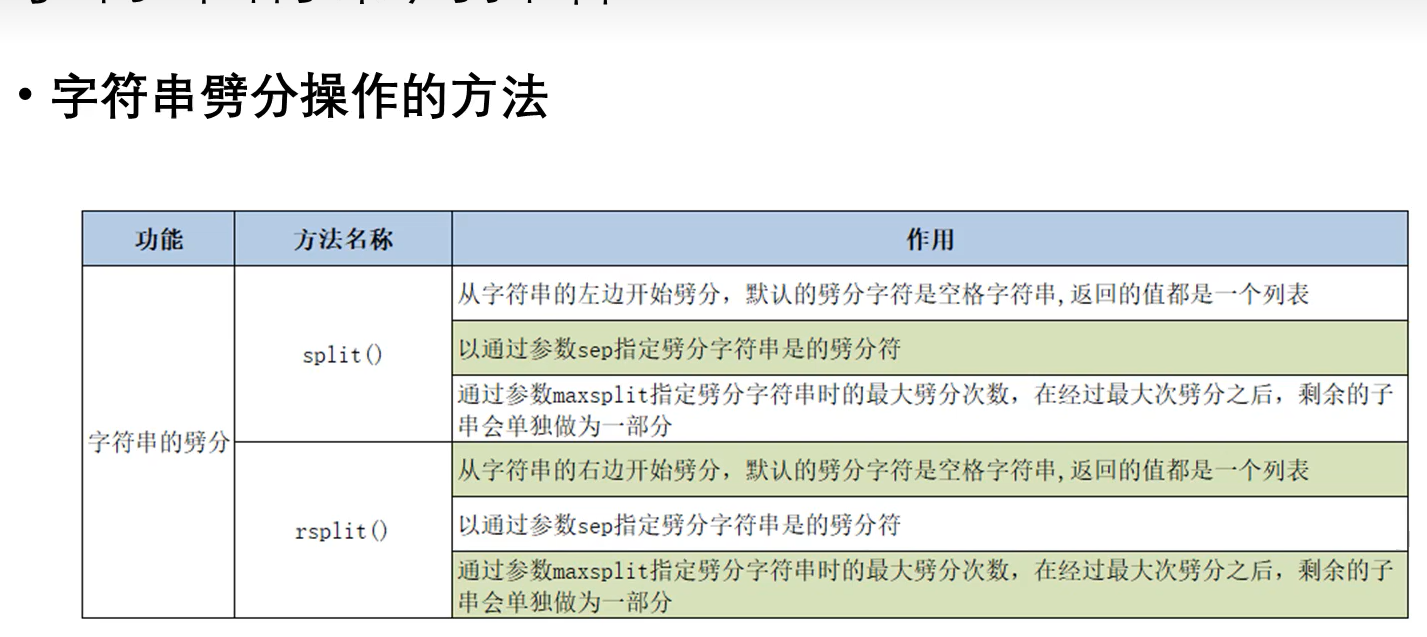 • 字符串劈分操作的方法
功能 方法名称 作用
从字符串的左边开始劈分，默认的劈分字符是空格字符串,返回的值都是一个列表
split()
以通过参数sep指定劈分字符串是的劈分符
通过参数maxsplit指定劈分字符串时的最大劈分次数，在经过最大次劈分之后，剩余的子
串会单独做为一部分
字符串的劈分
从字符串的右边开始劈分，默认的劈分字符是空格字符串,返回的值都是一个列表
rsplit()
以通过参数sep指定劈分字符串是的劈分符
通过参数maxsplit指定劈分字符串时的最大劈分次数，在经过最大次劈分之后，剩余的子
串会单独做为一部分